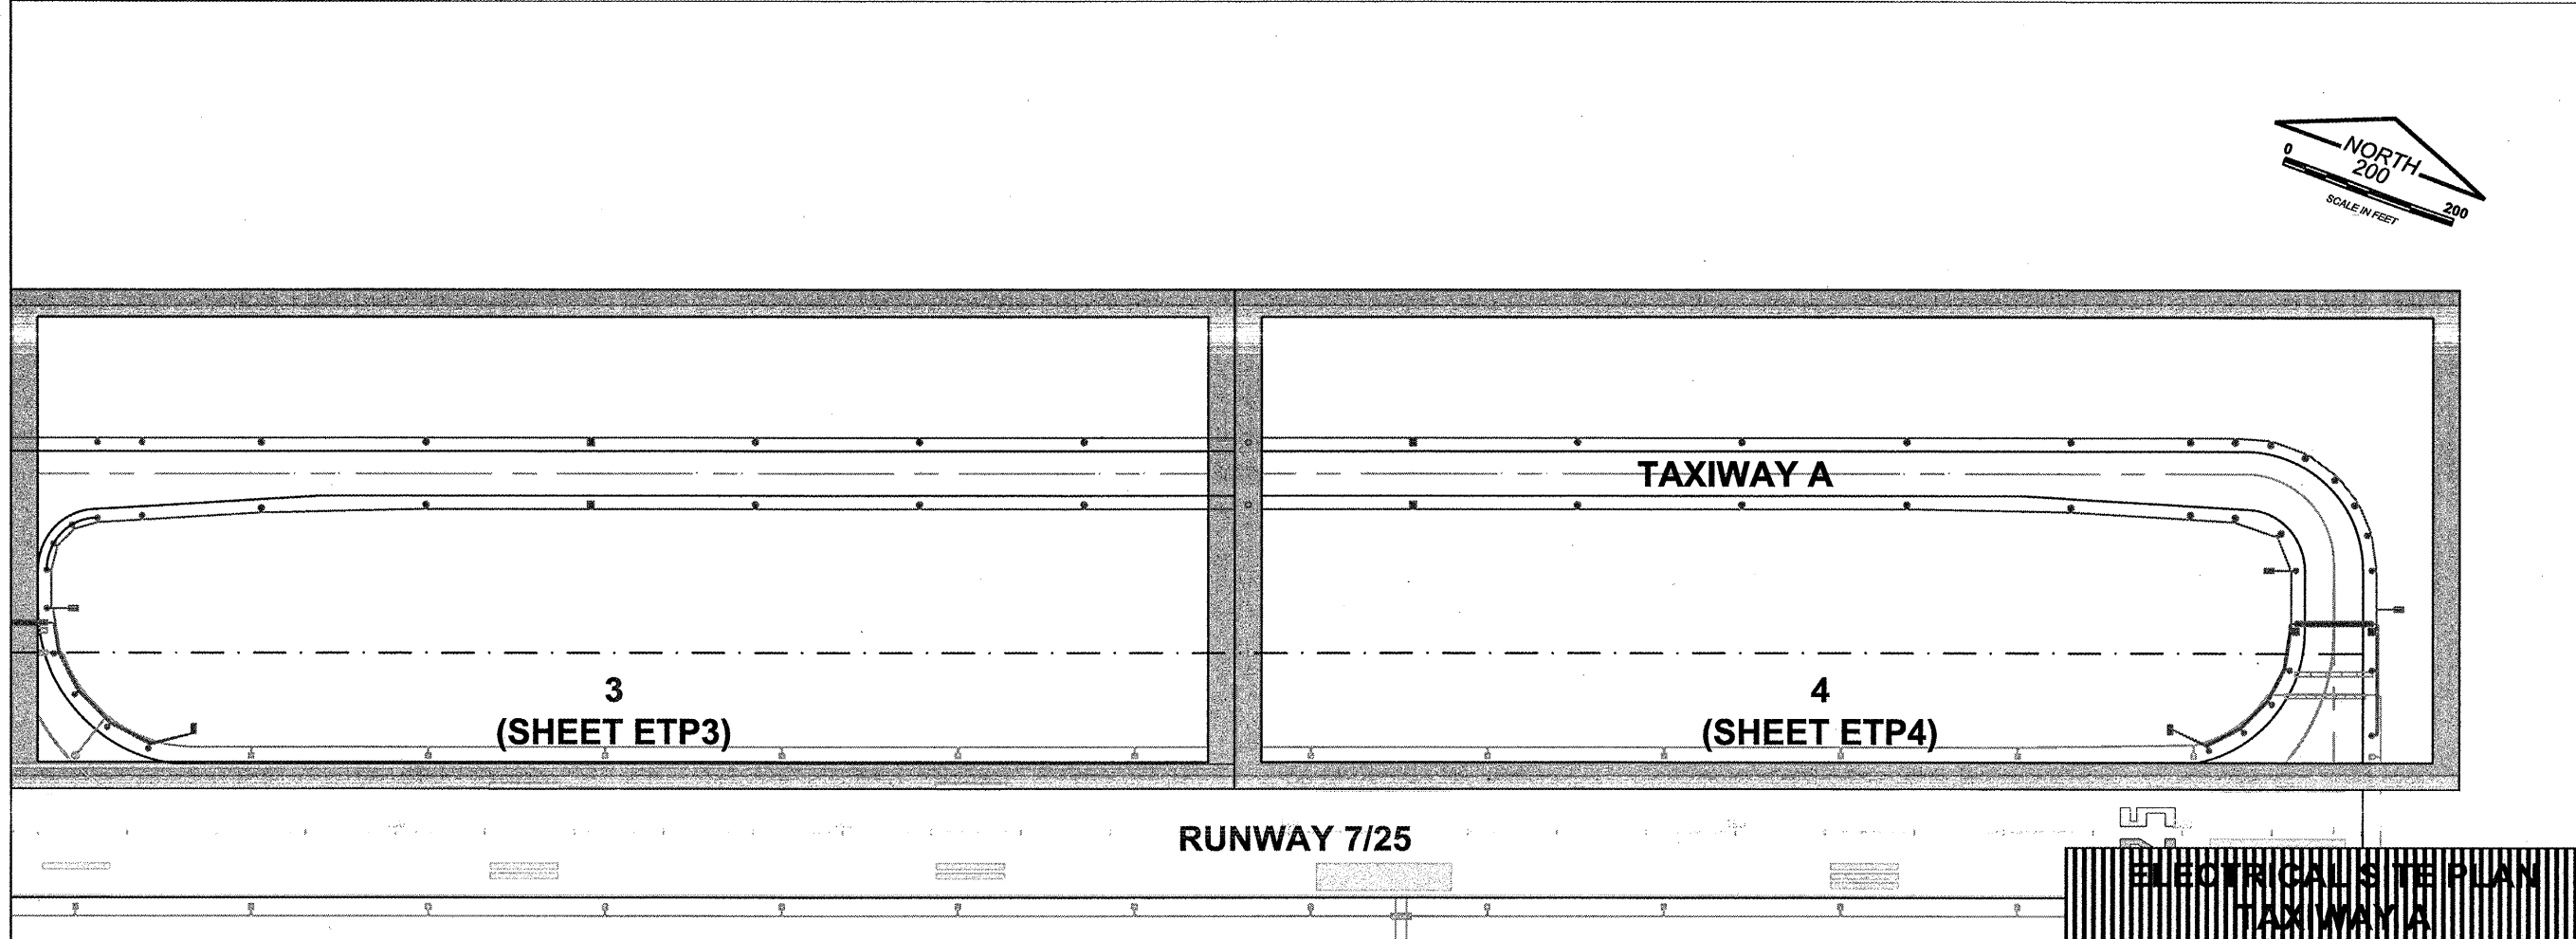 NORTH
0
200
200
SCALE IN FEET
TAXIWAY A
3
(SHEET ETP3)
4
(SHEET ETP4)
RUNWAY 7/25
25
ELECTRICAL SITE PLAN
TAXIWAY A